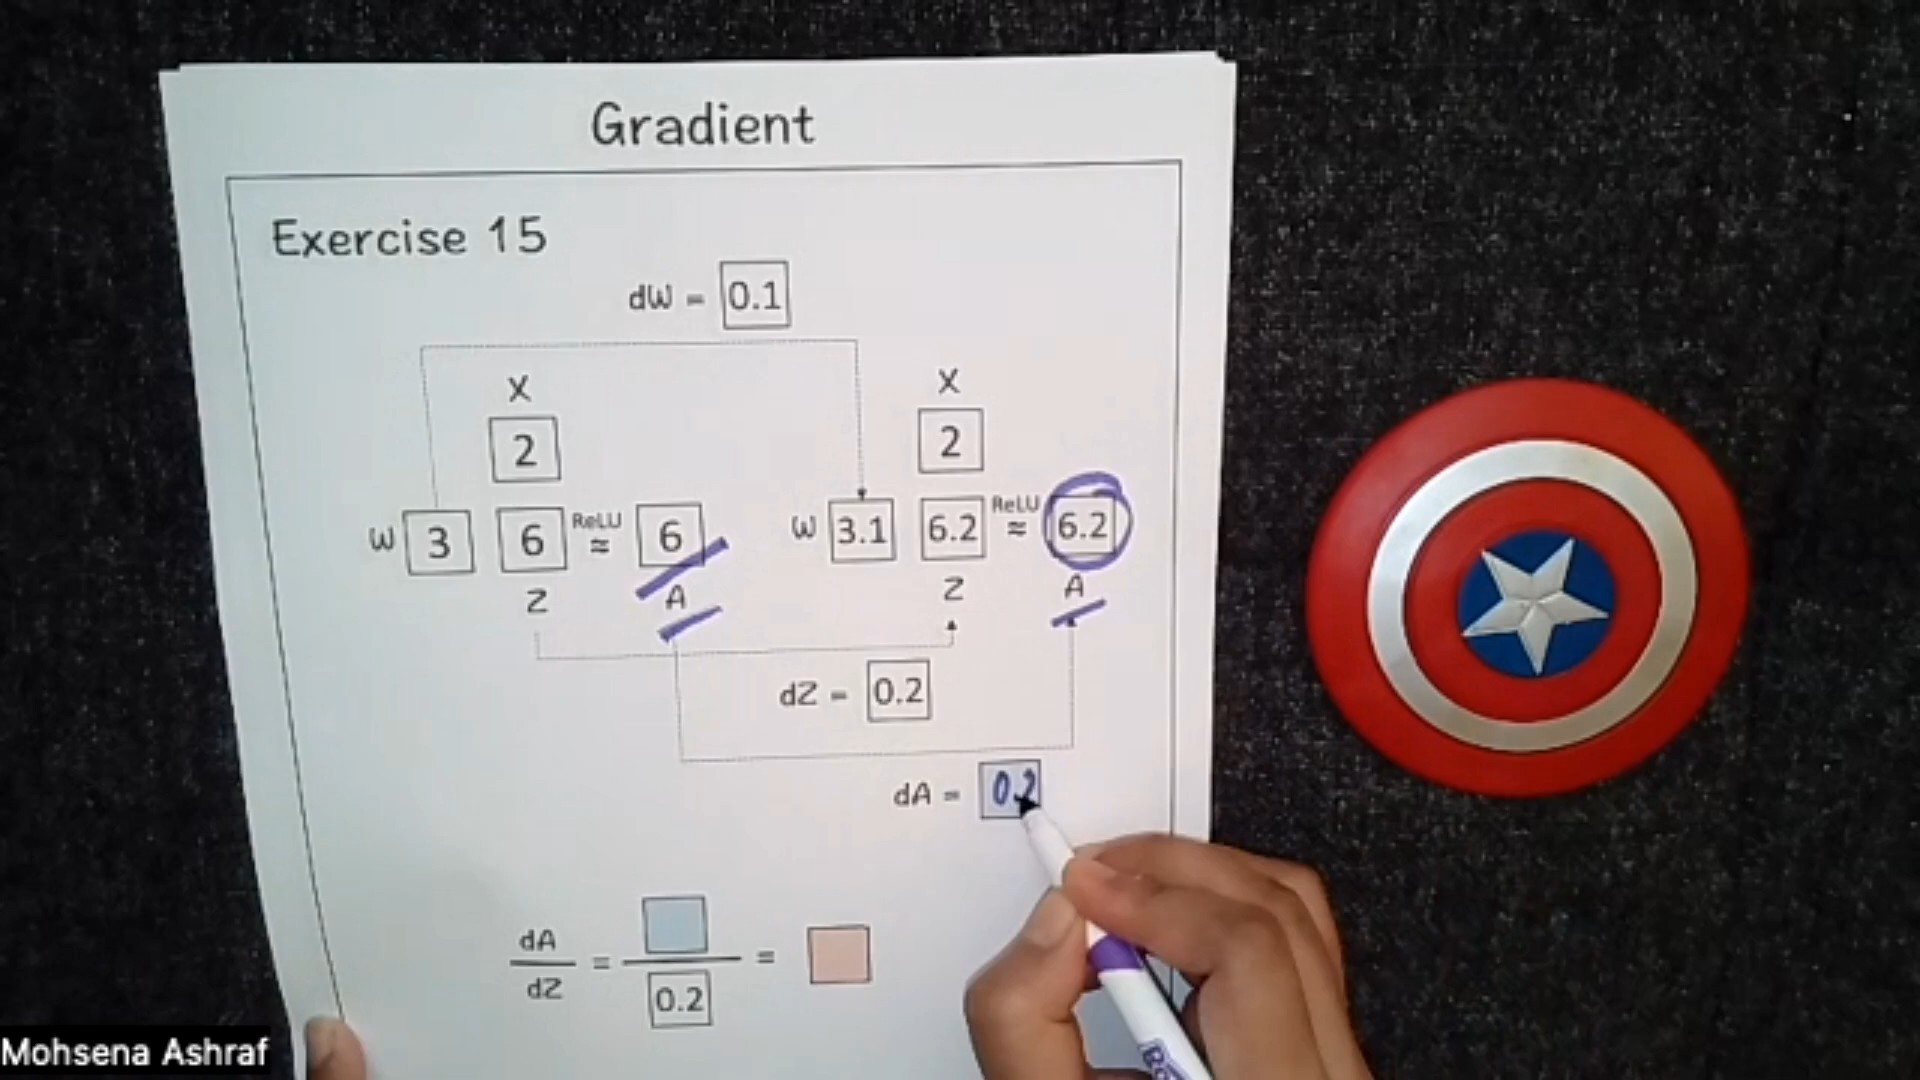 Gradient
Exercise 15
dW = 0.1
X X
2 2
W 3 6 ReLU ≈ 6 W 3.1 6.2 ReLU ≈ 6.2
Z A Z A
dZ = 0.2
dA = 0.2
dA
dZ
=
0.2
=
Mohsena Ashraf